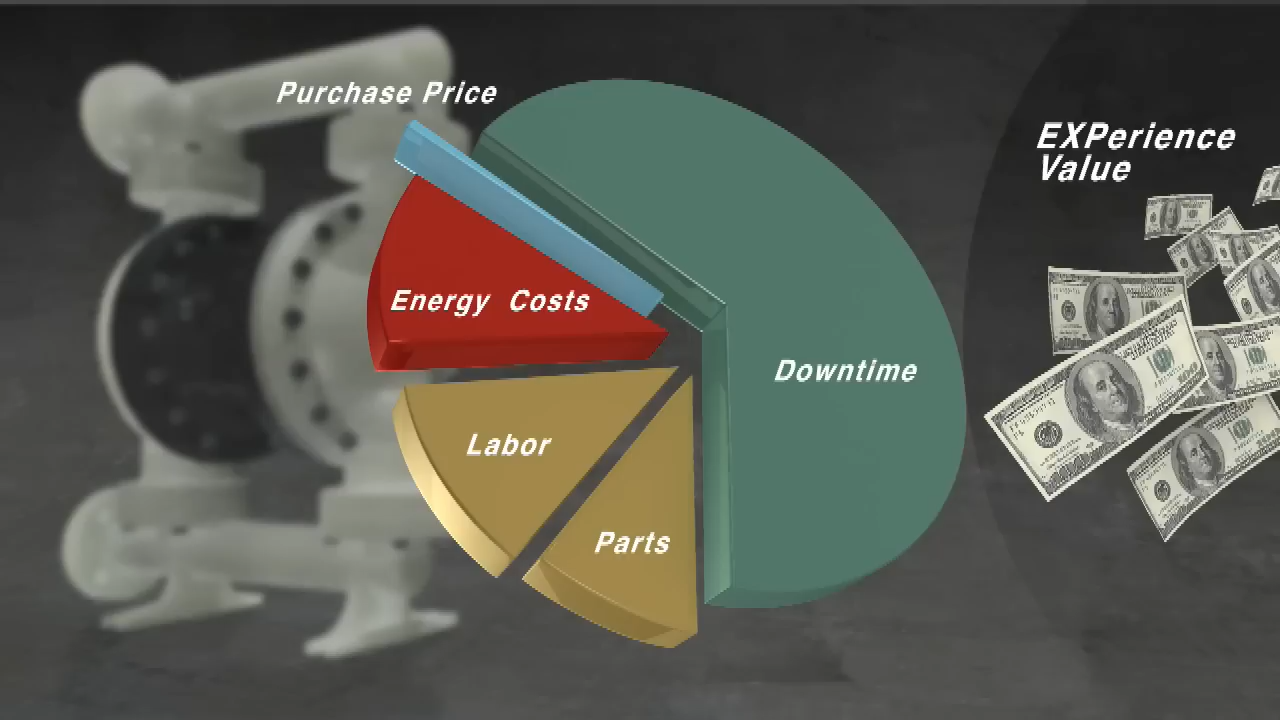 Purchase Price
EXPerience
Value
Energy Costs
Downtime
Labor
Parts